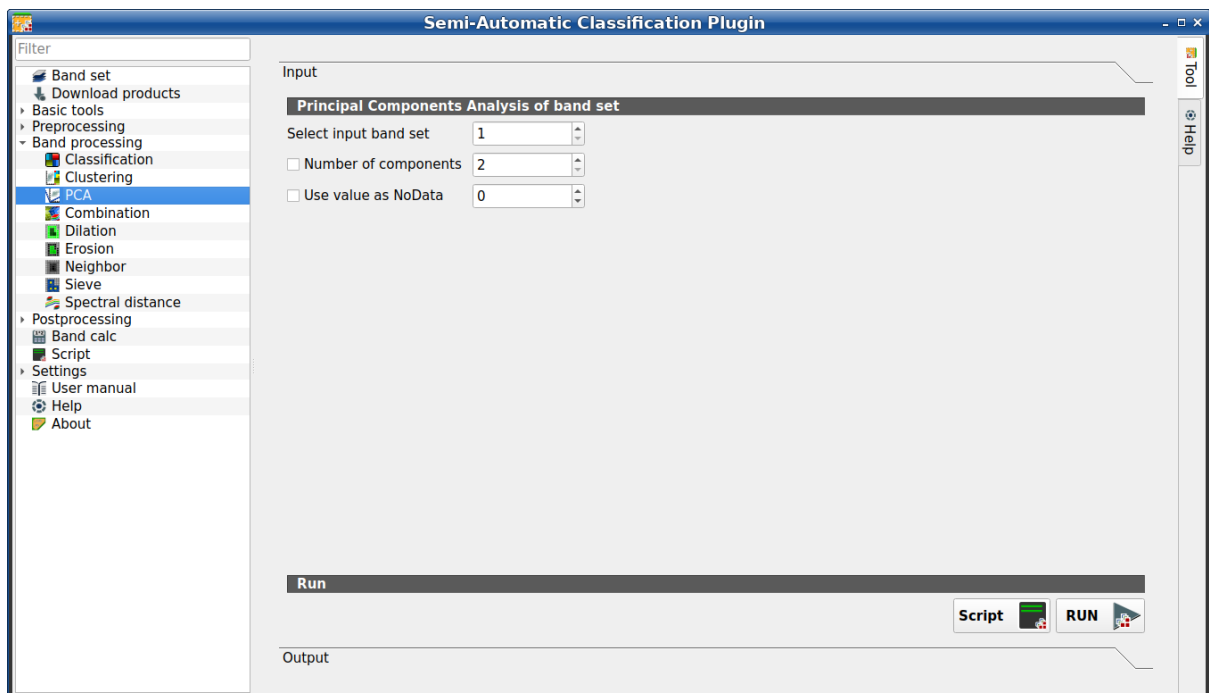 Semi-Automatic Classification Plugin
Filter
Band set
Download products
Basic tools
Preprocessing
Band processing
Classification
Clustering
PCA
Combination
Dilation
Erosion
Neighbor
Sieve
Spectral distance
Postprocessing
Band calc
Script
Settings
User manual
Help
About
Input
Principal Components Analysis of band set
Select input band set 1
Number of components 2
Use value as NoData 0
Run
Script RUN
Output
Tool
Help